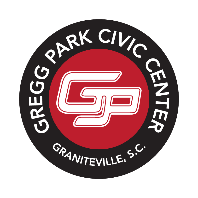 GREGG PARK CIVIC CENTER
GP
GRANITEVILLE, S.C.